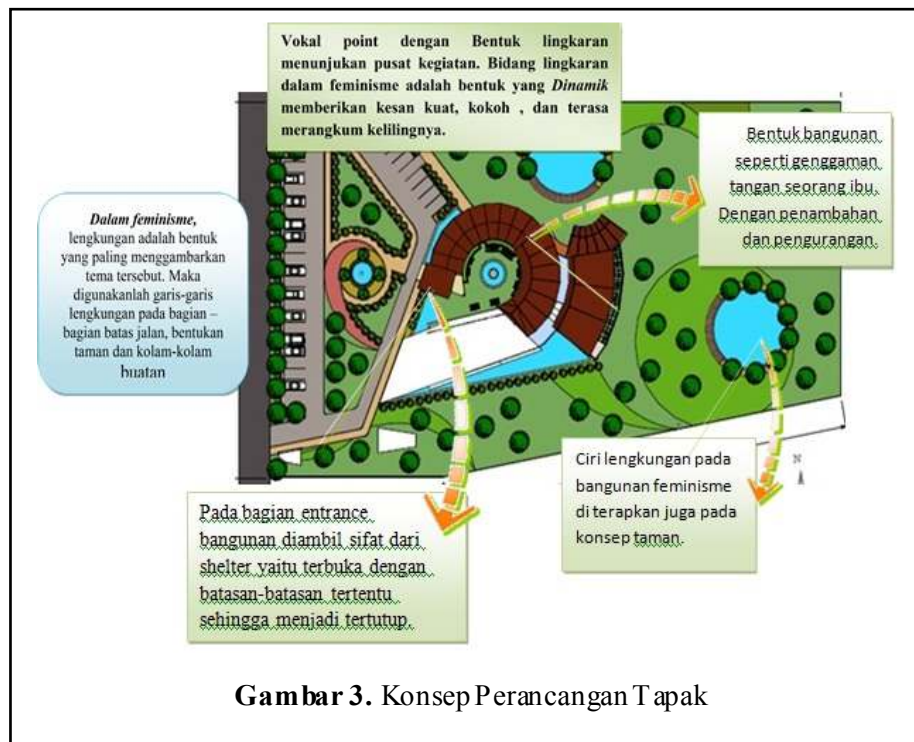 Vokal point dengan Bentuk lingkaran
menunjukan pusat kegiatan. Bidang lingkaran
dalam feminisme adalah bentuk yang Dinamik
memberikan kesan kuat, kokoh , dan terasa
merangkum kelilingnya.
Bentuk bangunan
seperti genggaman
tangan seorang ibu.
Dengan penambahan
dan pengurangan
Dalam feminisme,
lengkungan adalah bentuk
yang paling menggambarkan
tema tersebut. Maka
digunakanlah garis-garis
lengkungan pada bagian –
bagian batas jalan, bentukan
taman dan kolam-kolam
buatan
Ciri lengkungan pada
bangunan feminisme
di terapkan juga pada
konsep taman.
N
Pada bagian entrance
bangunan diambil sifat dari
shelter yaitu terbuka dengan
batasan-batasan tertentu
sehingga menjadi tertutup.
Gambar 3. Konsep Perancangan Tapak